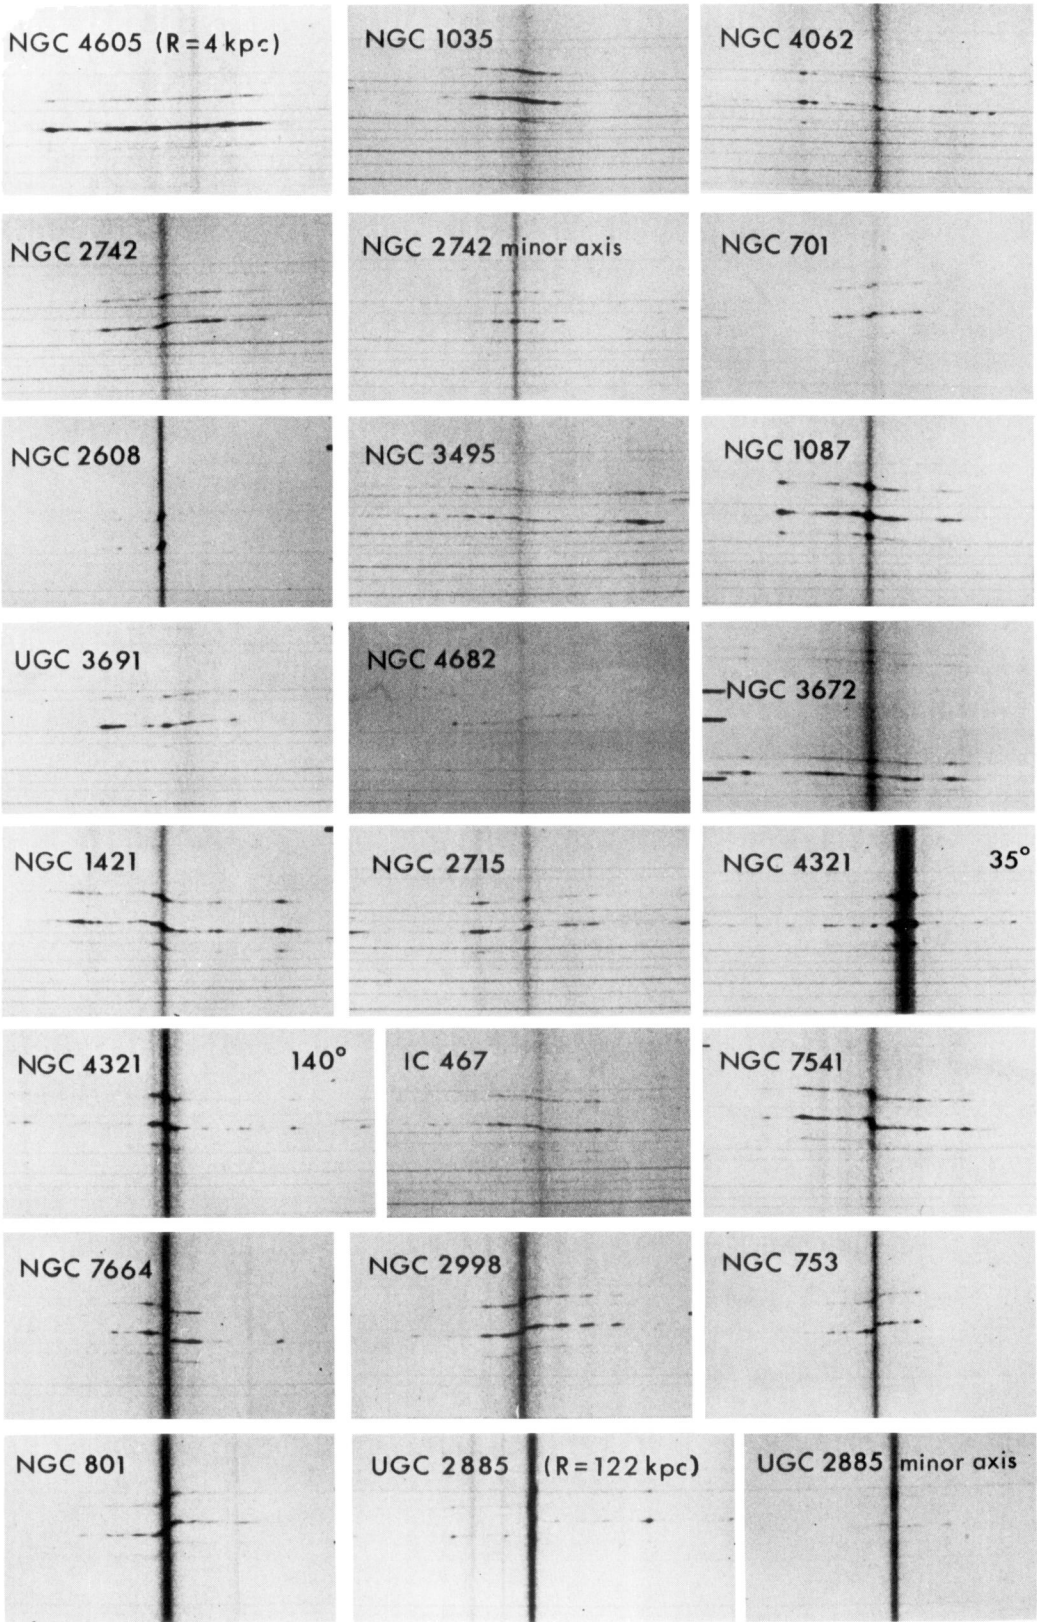 NGC 4605 (R = 4 kpc)
NGC 1035
NGC 4062
NGC 2742
NGC 2742 minor axis
NGC 701
NGC 2608
NGC 3495
NGC 1087
UGC 3691
NGC 4682
NGC 3672
NGC 1421
NGC 2715
NGC 4321 35°
NGC 4321 140°
IC 467
NGC 7541
NGC 7664
NGC 2998
NGC 753
NGC 801
UGC 2885 (R = 122 kpc)
UGC 2885 minor axis